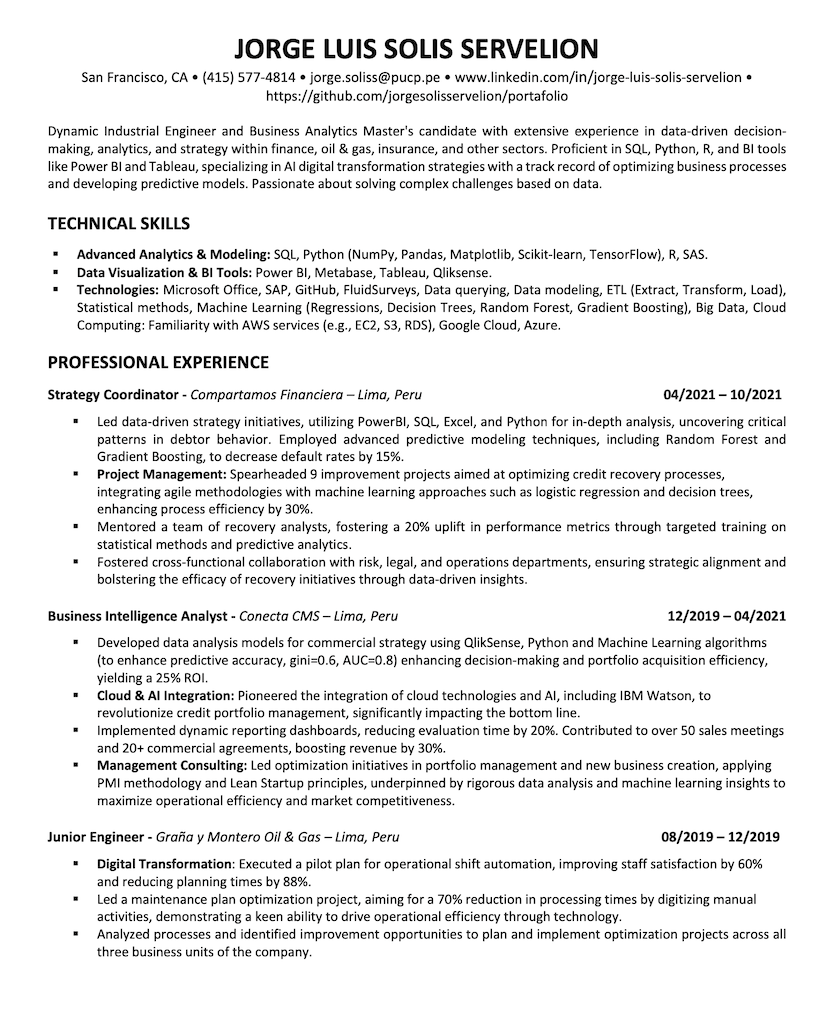 JORGE LUIS SOLIS SERVELION
San Francisco, CA • (415) 577-4814 • jorge.soliss@pucp.pe • www.linkedin.com/in/jorge-luis-solis-servelion •
https://github.com/jorgesolisservelion/portafolio
Dynamic Industrial Engineer and Business Analytics Master's candidate with extensive experience in data-driven decision-
making, analytics, and strategy within finance, oil & gas, insurance, and other sectors. Proficient in SQL, Python, R, and BI tools
like Power BI and Tableau, specializing in AI digital transformation strategies with a track record of optimizing business processes
and developing predictive models. Passionate about solving complex challenges based on data.
TECHNICAL SKILLS
▪ Advanced Analytics & Modeling: SQL, Python (NumPy, Pandas, Matplotlib, Scikit-learn, TensorFlow), R, SAS.
▪ Data Visualization & BI Tools: Power BI, Metabase, Tableau, Qliksense.
▪ Technologies: Microsoft Office, SAP, GitHub, FluidSurveys, Data querying, Data modeling, ETL (Extract, Transform, Load),
Statistical methods, Machine Learning (Regressions, Decision Trees, Random Forest, Gradient Boosting), Big Data, Cloud
Computing: Familiarity with AWS services (e.g., EC2, S3, RDS), Google Cloud, Azure.
PROFESSIONAL EXPERIENCE
Strategy Coordinator - Compartamos Financiera – Lima, Peru 04/2021 – 10/2021
▪ Led data-driven strategy initiatives, utilizing PowerBI, SQL, Excel, and Python for in-depth analysis, uncovering critical
patterns in debtor behavior. Employed advanced predictive modeling techniques, including Random Forest and
Gradient Boosting, to decrease default rates by 15%.
▪ Project Management: Spearheaded 9 improvement projects aimed at optimizing credit recovery processes,
integrating agile methodologies with machine learning approaches such as logistic regression and decision trees,
enhancing process efficiency by 30%.
▪ Mentored a team of recovery analysts, fostering a 20% uplift in performance metrics through targeted training on
statistical methods and predictive analytics.
▪ Fostered cross-functional collaboration with risk, legal, and operations departments, ensuring strategic alignment and
bolstering the efficacy of recovery initiatives through data-driven insights.
Business Intelligence Analyst - Conecta CMS – Lima, Peru 12/2019 – 04/2021
▪ Developed data analysis models for commercial strategy using QlikSense, Python and Machine Learning algorithms
(to enhance predictive accuracy, gini=0.6, AUC=0.8) enhancing decision-making and portfolio acquisition efficiency,
yielding a 25% ROI.
▪ Cloud & AI Integration: Pioneered the integration of cloud technologies and AI, including IBM Watson, to
revolutionize credit portfolio management, significantly impacting the bottom line.
▪ Implemented dynamic reporting dashboards, reducing evaluation time by 20%. Contributed to over 50 sales meetings
and 20+ commercial agreements, boosting revenue by 30%.
▪ Management Consulting: Led optimization initiatives in portfolio management and new business creation, applying
PMI methodology and Lean Startup principles, underpinned by rigorous data analysis and machine learning insights to
maximize operational efficiency and market competitiveness.
Junior Engineer - Graña y Montero Oil & Gas – Lima, Peru 08/2019 – 12/2019
▪ Digital Transformation: Executed a pilot plan for operational shift automation, improving staff satisfaction by 60%
and reducing planning times by 88%.
▪ Led a maintenance plan optimization project, aiming for a 70% reduction in processing times by digitizing manual
activities, demonstrating a keen ability to drive operational efficiency through technology.
▪ Analyzed processes and identified improvement opportunities to plan and implement optimization projects across all
three business units of the company.